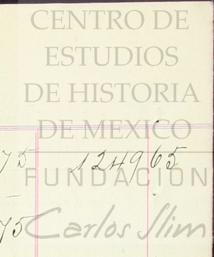 CENTRO DE
ESTUDIOS
DE HISTORIA
DE MEXICO
75 124965
FUNDACION
75 Carlos Slim